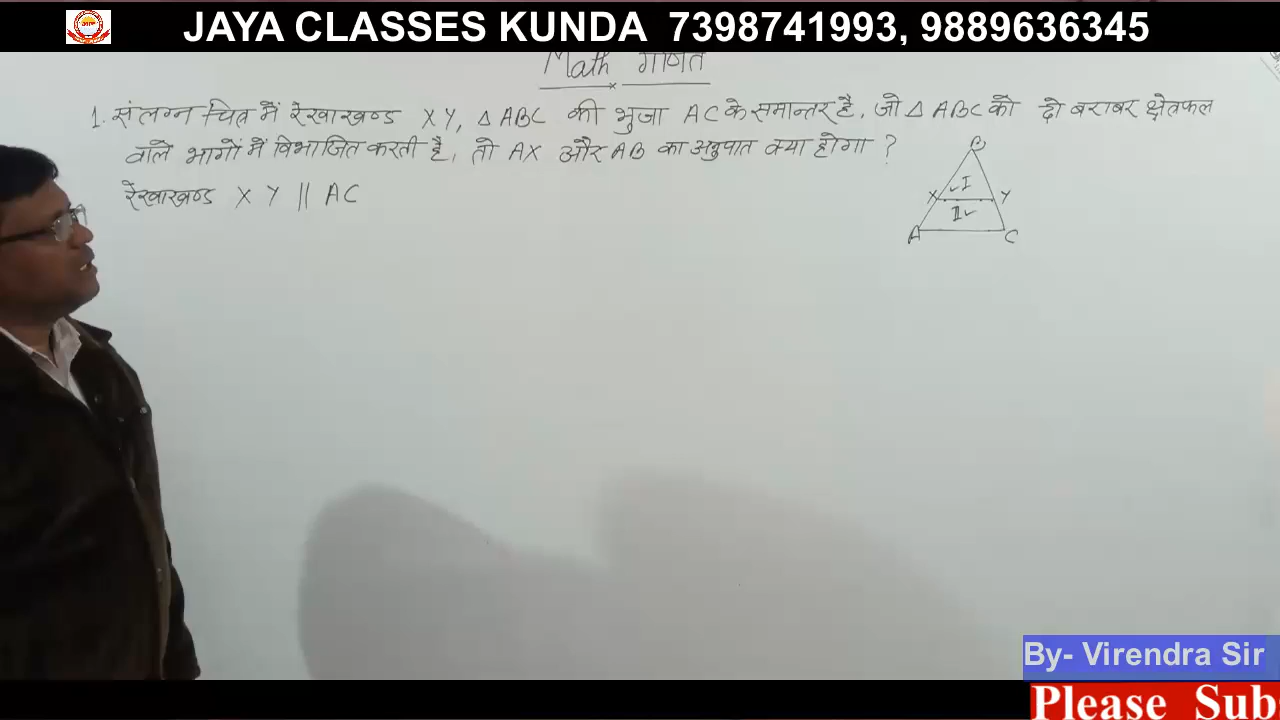 JAYA CLASSES KUNDA 7398741993, 9889636345
Math गणित
1. संलग्न चित्र में रेखाखण्ड XY, Δ ABC की भुजा AC के समान्तर है, जो Δ ABC को दो बराबर क्षेत्रफल
वाले भागों में विभाजित करती है, तो AX और AB का अनुपात क्या होगा ?
रेखाखण्ड X Y || AC
B
I
X Y
II
A C
By- Virendra Sir
Please Sub